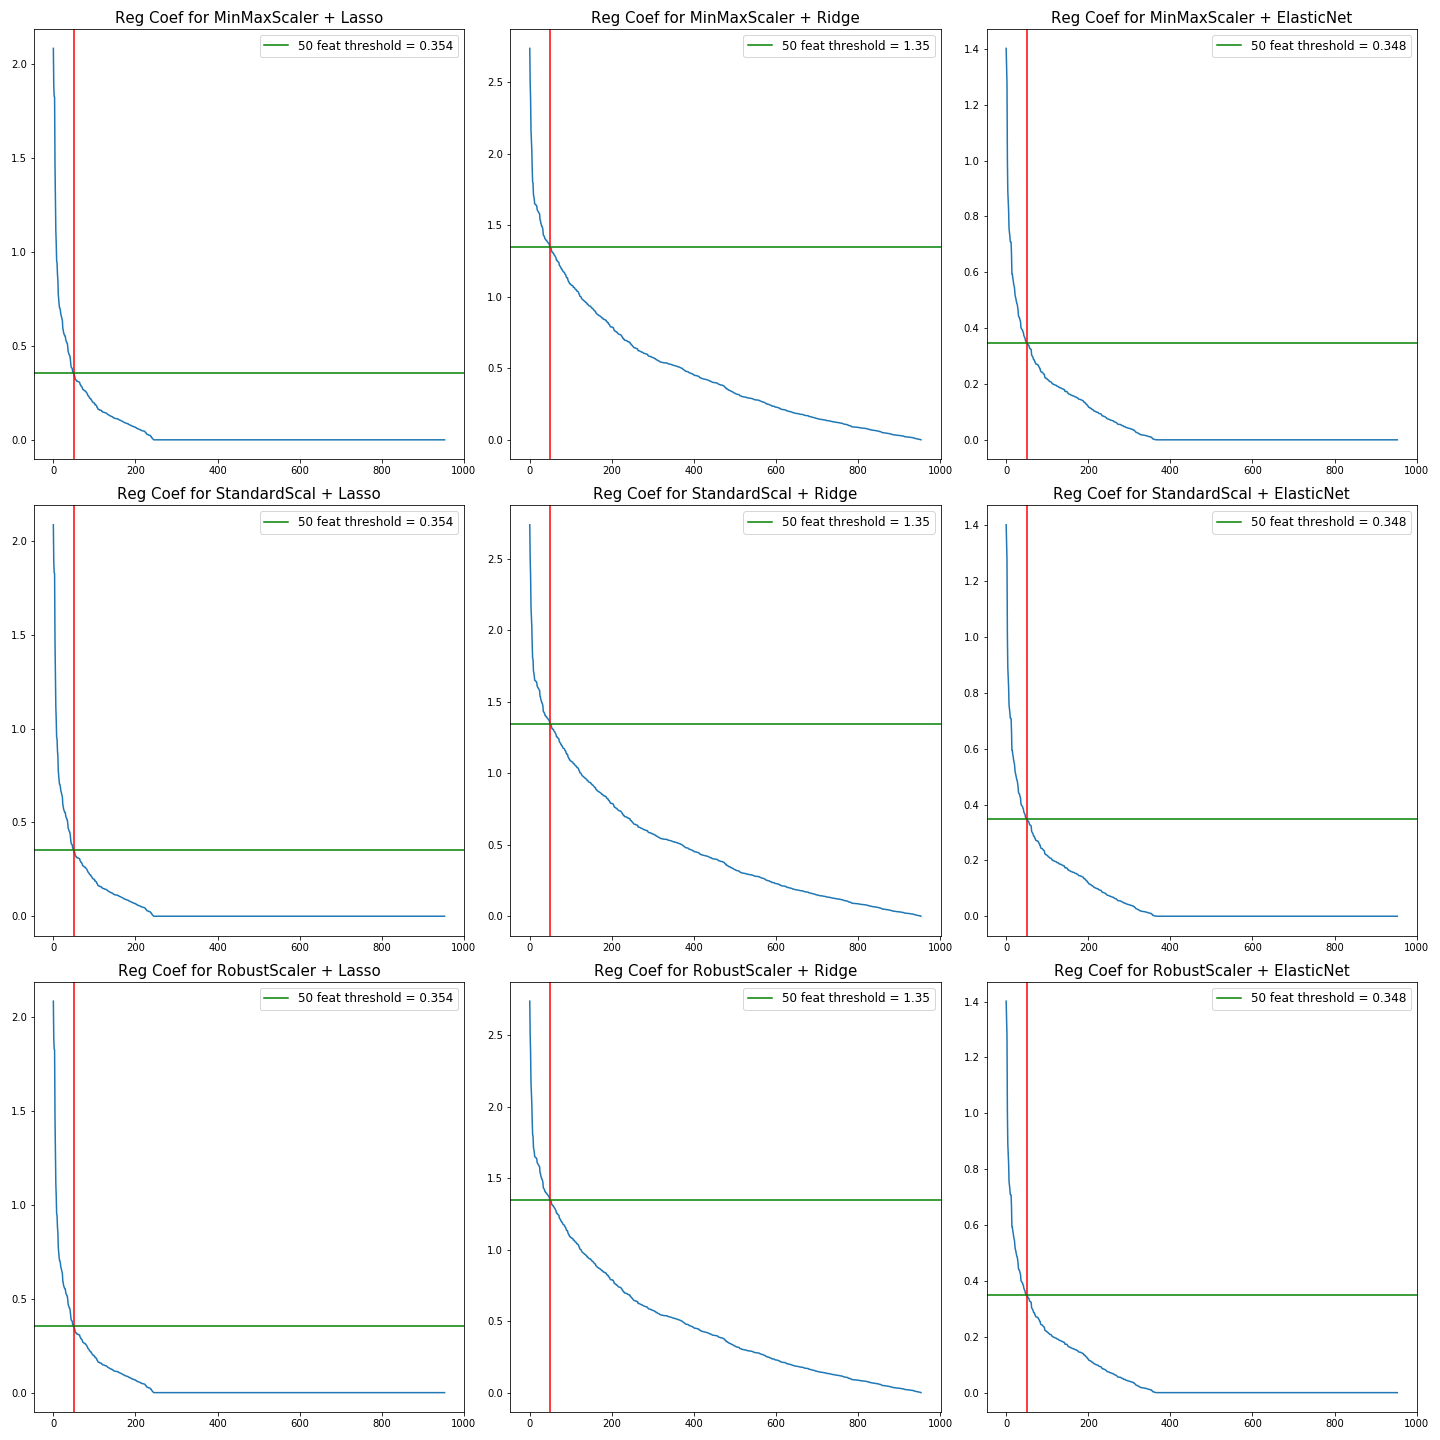 Reg Coef for MinMaxScaler + Lasso
50 feat threshold = 0.354
2.0
1.5
1.0
0.5
0.0
0 200 400 600 800 1000
Reg Coef for MinMaxScaler + Ridge
50 feat threshold = 1.35
2.5
2.0
1.5
1.0
0.5
0.0
0 200 400 600 800 1000
Reg Coef for MinMaxScaler + ElasticNet
50 feat threshold = 0.348
1.4
1.2
1.0
0.8
0.6
0.4
0.2
0.0
0 200 400 600 800 1000
Reg Coef for StandardScal + Lasso
50 feat threshold = 0.354
2.0
1.5
1.0
0.5
0.0
0 200 400 600 800 1000
Reg Coef for StandardScal + Ridge
50 feat threshold = 1.35
2.5
2.0
1.5
1.0
0.5
0.0
0 200 400 600 800 1000
Reg Coef for StandardScal + ElasticNet
50 feat threshold = 0.348
1.4
1.2
1.0
0.8
0.6
0.4
0.2
0.0
0 200 400 600 800 1000
Reg Coef for RobustScaler + Lasso
50 feat threshold = 0.354
2.0
1.5
1.0
0.5
0.0
0 200 400 600 800 1000
Reg Coef for RobustScaler + Ridge
50 feat threshold = 1.35
2.5
2.0
1.5
1.0
0.5
0.0
0 200 400 600 800 1000
Reg Coef for RobustScaler + ElasticNet
50 feat threshold = 0.348
1.4
1.2
1.0
0.8
0.6
0.4
0.2
0.0
0 200 400 600 800 1000